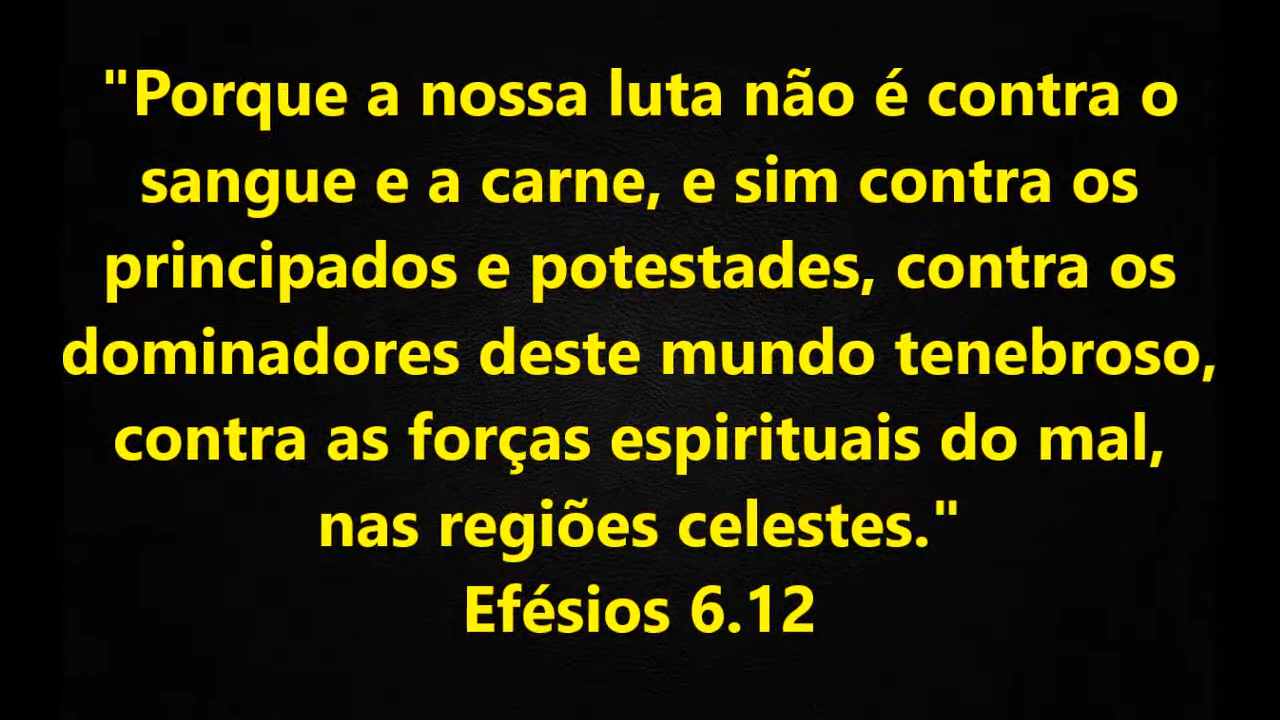 "Porque a nossa luta não é contra o
sangue e a carne, e sim contra os
principados e potestades, contra os
dominadores deste mundo tenebroso,
contra as forças espirituais do mal,
nas regiões celestes."
Efésios 6.12